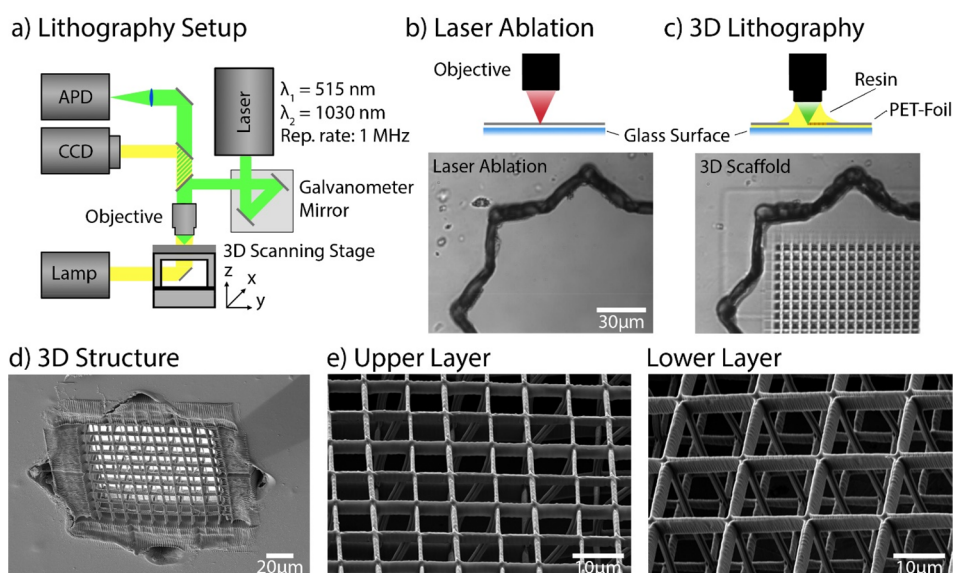 a) Lithography Setup
APD
CCD
Laser
λ1 = 515 nm
λ2 = 1030 nm
Rep. rate: 1 MHz
Galvanometer
Mirror
Objective
3D Scanning Stage
Lamp
z
x
y
b) Laser Ablation
Objective
Glass Surface
Laser Ablation
30µm
c) 3D Lithography
Resin
PET-Foil
3D Scaffold
d) 3D Structure
20µm
e) Upper Layer
10µm
Lower Layer
10µm